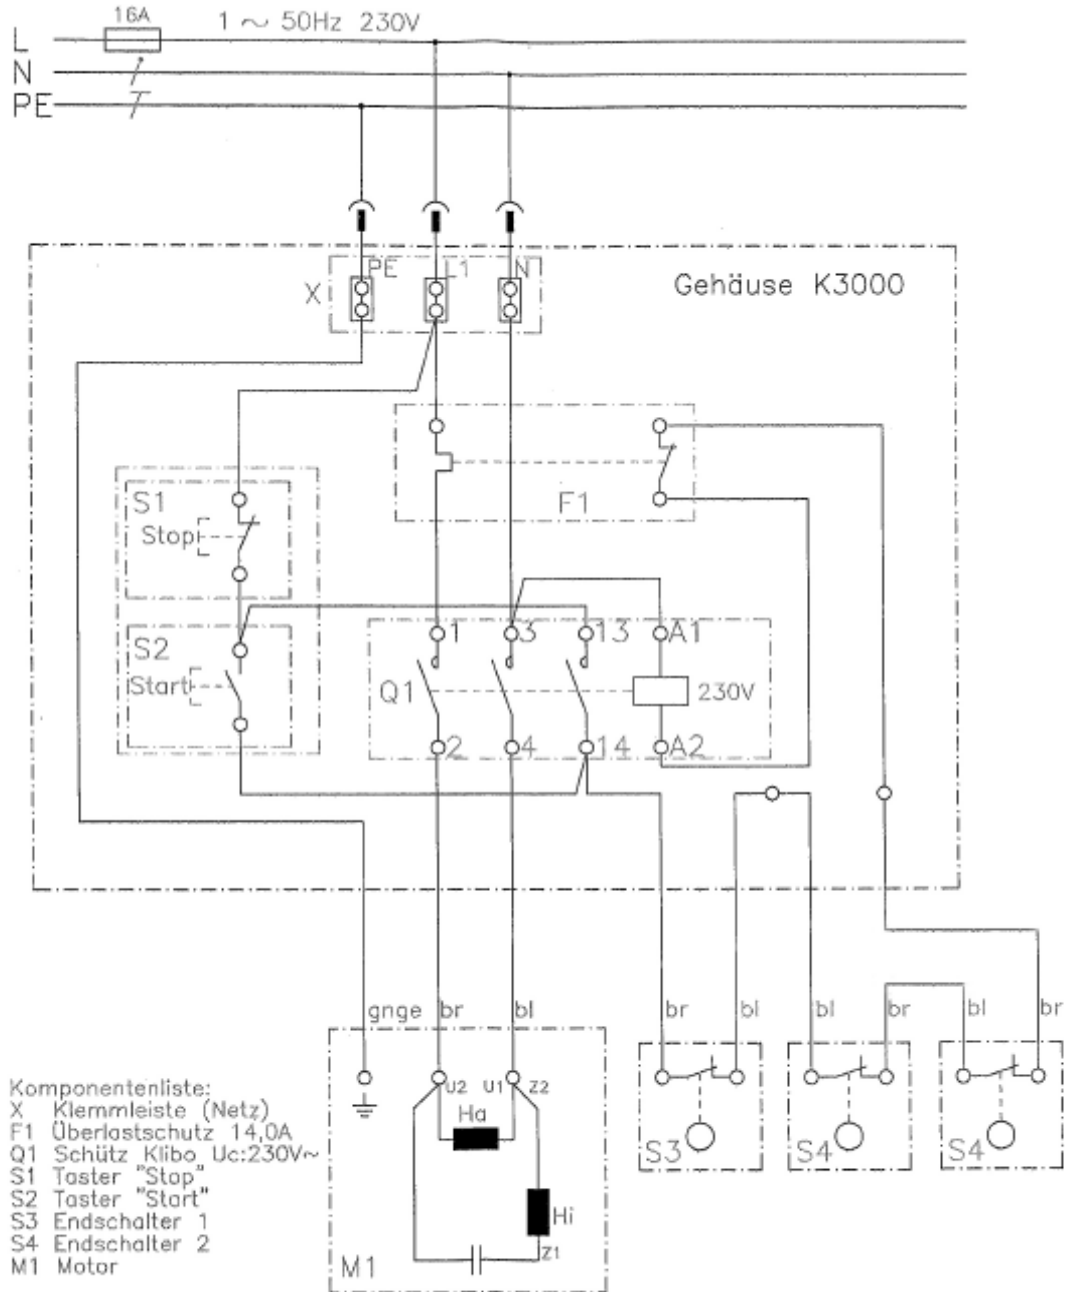 16A
1 ~ 50Hz 230V
L
N
PE
PE
L1
N
X
Gehäuse K3000
F1
S1
Stop
S2
Start
1
3
13
A1
Q1
230V
2
4
14
A2
gnge
br
bl
br
bl
bl
br
bl
br
U2
U1
Z2
Ha
Hi
Z1
M1
S3
S4
S4
Komponentenliste:
X Klemmleiste (Netz)
F1 Überlastschutz 14,0A
Q1 Schütz Klibo Uc:230V~
S1 Taster "Stop"
S2 Taster "Start"
S3 Endschalter 1
S4 Endschalter 2
M1 Motor